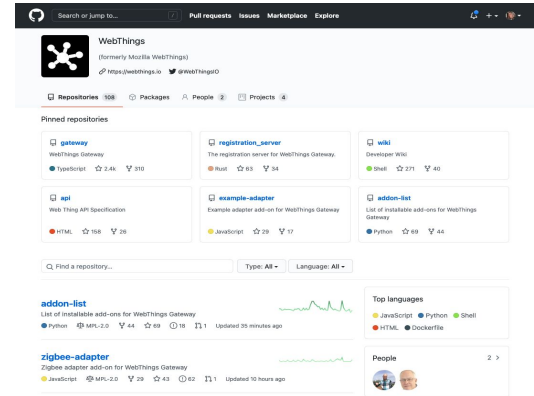 Search or jump to... /
Pull requests Issues Marketplace Explore
WebThings
(formerly Mozilla WebThings)
https://webthings.io @WebThingsIO
Repositories 108 Packages People 2 Projects 4
Pinned repositories
gateway
WebThings Gateway
TypeScript 2.4k 310
registration_server
The registration server for WebThings Gateway.
Rust 63 34
wiki
Developer Wiki
Shell 271 40
api
Web Thing API Specification
HTML 158 26
example-adapter
Example adapter add-on for WebThings Gateway
JavaScript 29 17
addon-list
List of installable add-ons for WebThings
Gateway
Python 69 44
Find a repository... Type: All Language: All
addon-list
List of installable add-ons for WebThings Gateway
Python MPL-2.0 44 69 16 1 Updated 35 minutes ago
zigbee-adapter
Zigbee adapter add-on for WebThings Gateway
JavaScript MPL-2.0 29 43 62 1 Updated 10 hours ago
Top languages
JavaScript Python Shell
HTML Dockerfile
People 2 >